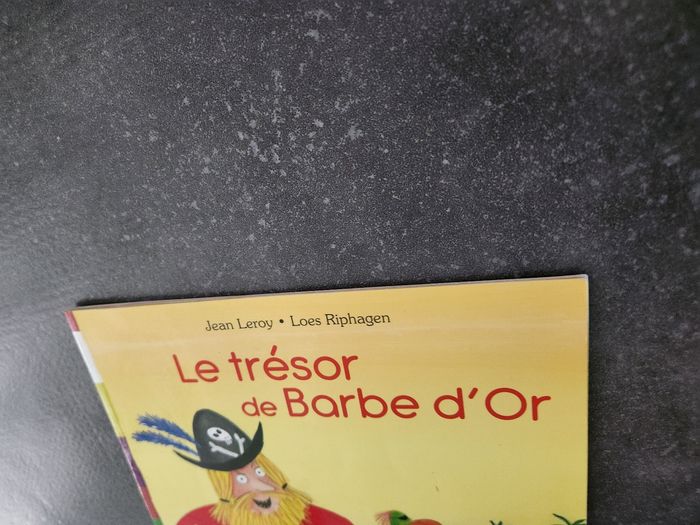 Jean Leroy • Loes Riphagen
Le trésor
de Barbe d'Or